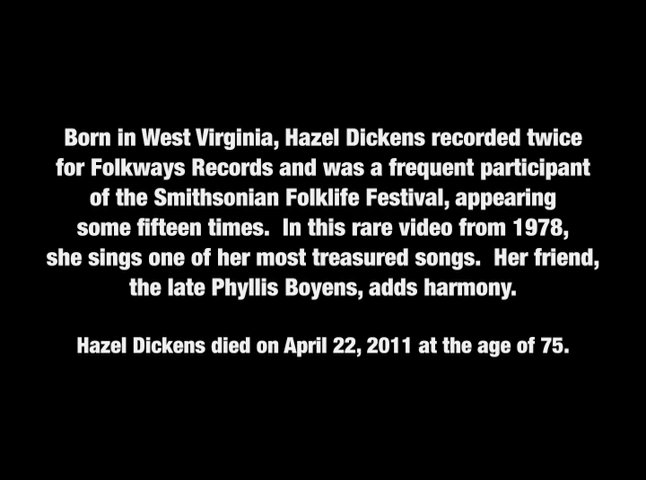 Born in West Virginia, Hazel Dickens recorded twice
for Folkways Records and was a frequent participant
of the Smithsonian Folklife Festival, appearing
some fifteen times.  In this rare video from 1978,
she sings one of her most treasured songs.  Her friend,
the late Phyllis Boyens, adds harmony.
Hazel Dickens died on April 22, 2011 at the age of 75.